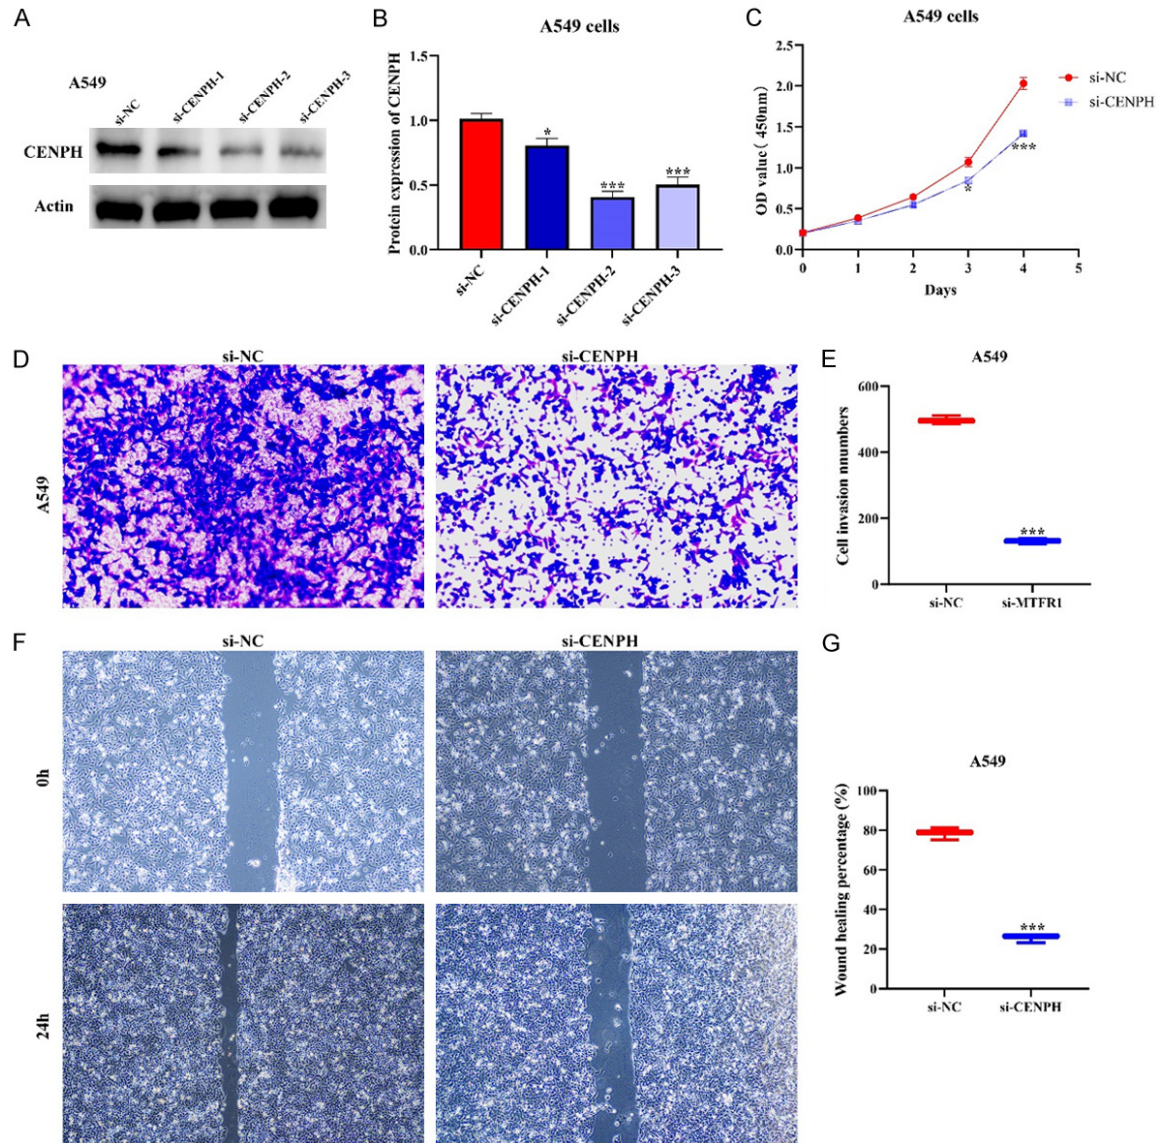 A
A549
si-NC
si-CENPH-1
si-CENPH-2
si-CENPH-3
CENPH
Actin
B
A549 cells
Protein expression of CENPH
1.5
1.0
0.5
0.0
*
***
***
si-NC
si-CENPH-1
si-CENPH-2
si-CENPH-3
C
A549 cells
OD value( 450nm)
2.5
2.0
1.5
1.0
0.5
0.0
0 1 2 3 4 5
Days
*
***
si-NC
si-CENPH
D
si-NC
si-CENPH
A549
E
A549
Cell invasion nnumbers
600
400
200
0
***
si-NC si-MTFR1
F
si-NC
si-CENPH
0h
24h
G
A549
Wound healing percentage (%)
100
80
60
40
20
0
***
si-NC si-CENPH